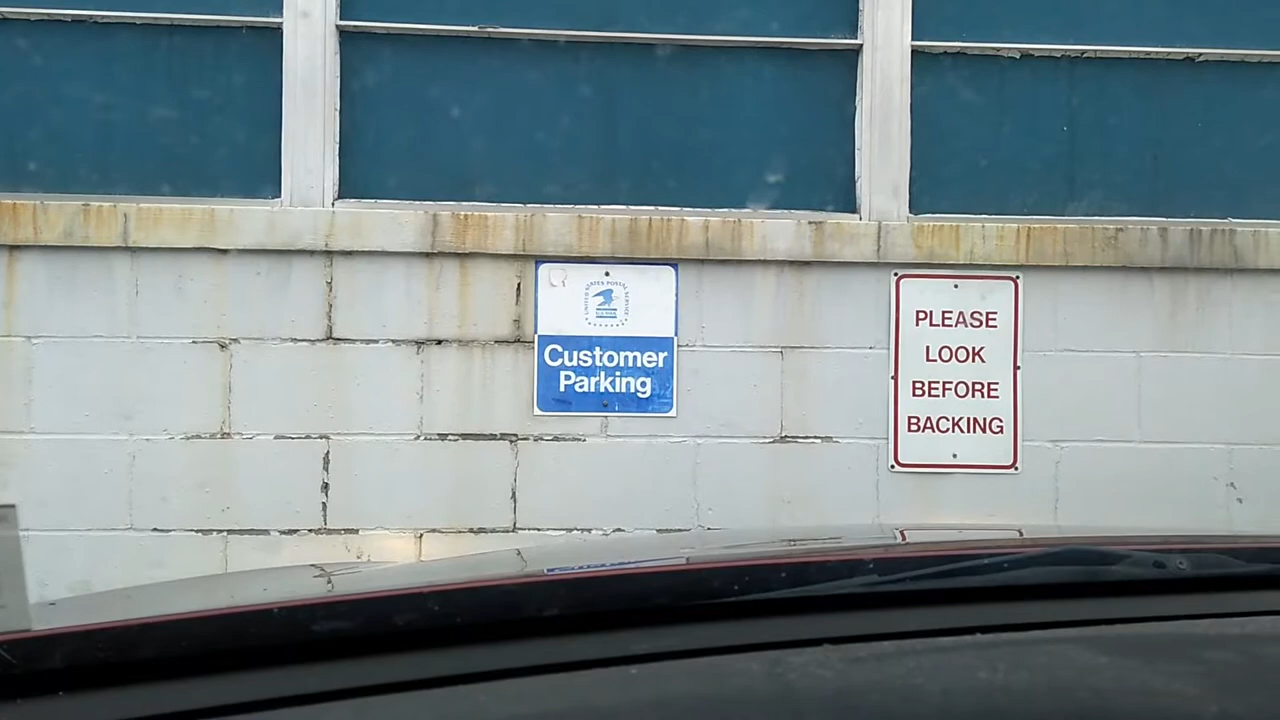 UNITED STATES POSTAL SERVICE
Customer
Parking
PLEASE
LOOK
BEFORE
BACKING